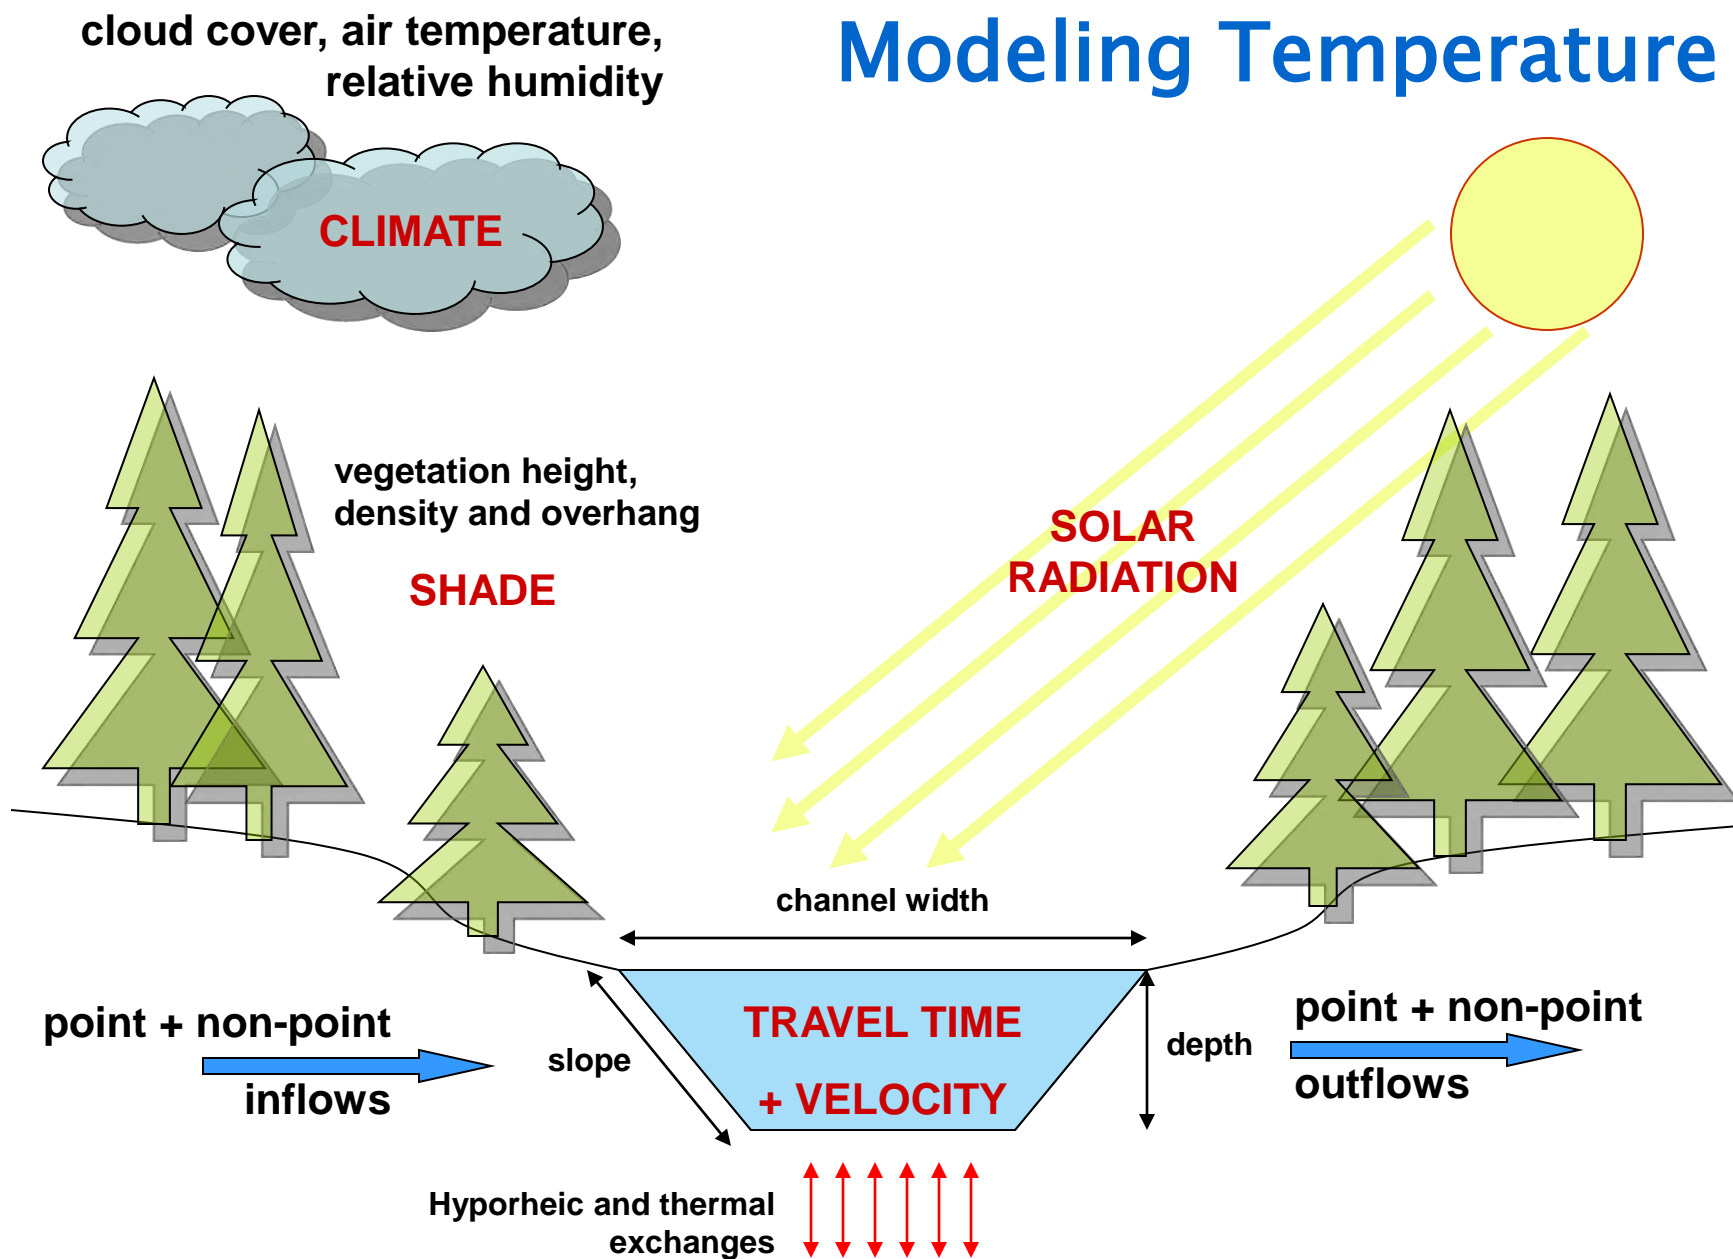 cloud cover, air temperature,
relative humidity
Modeling Temperature
CLIMATE
vegetation height,
density and overhang
SHADE
SOLAR
RADIATION
channel width
point + non-point
inflows
slope
TRAVEL TIME
+ VELOCITY
depth
point + non-point
outflows
Hyporheic and thermal
exchanges